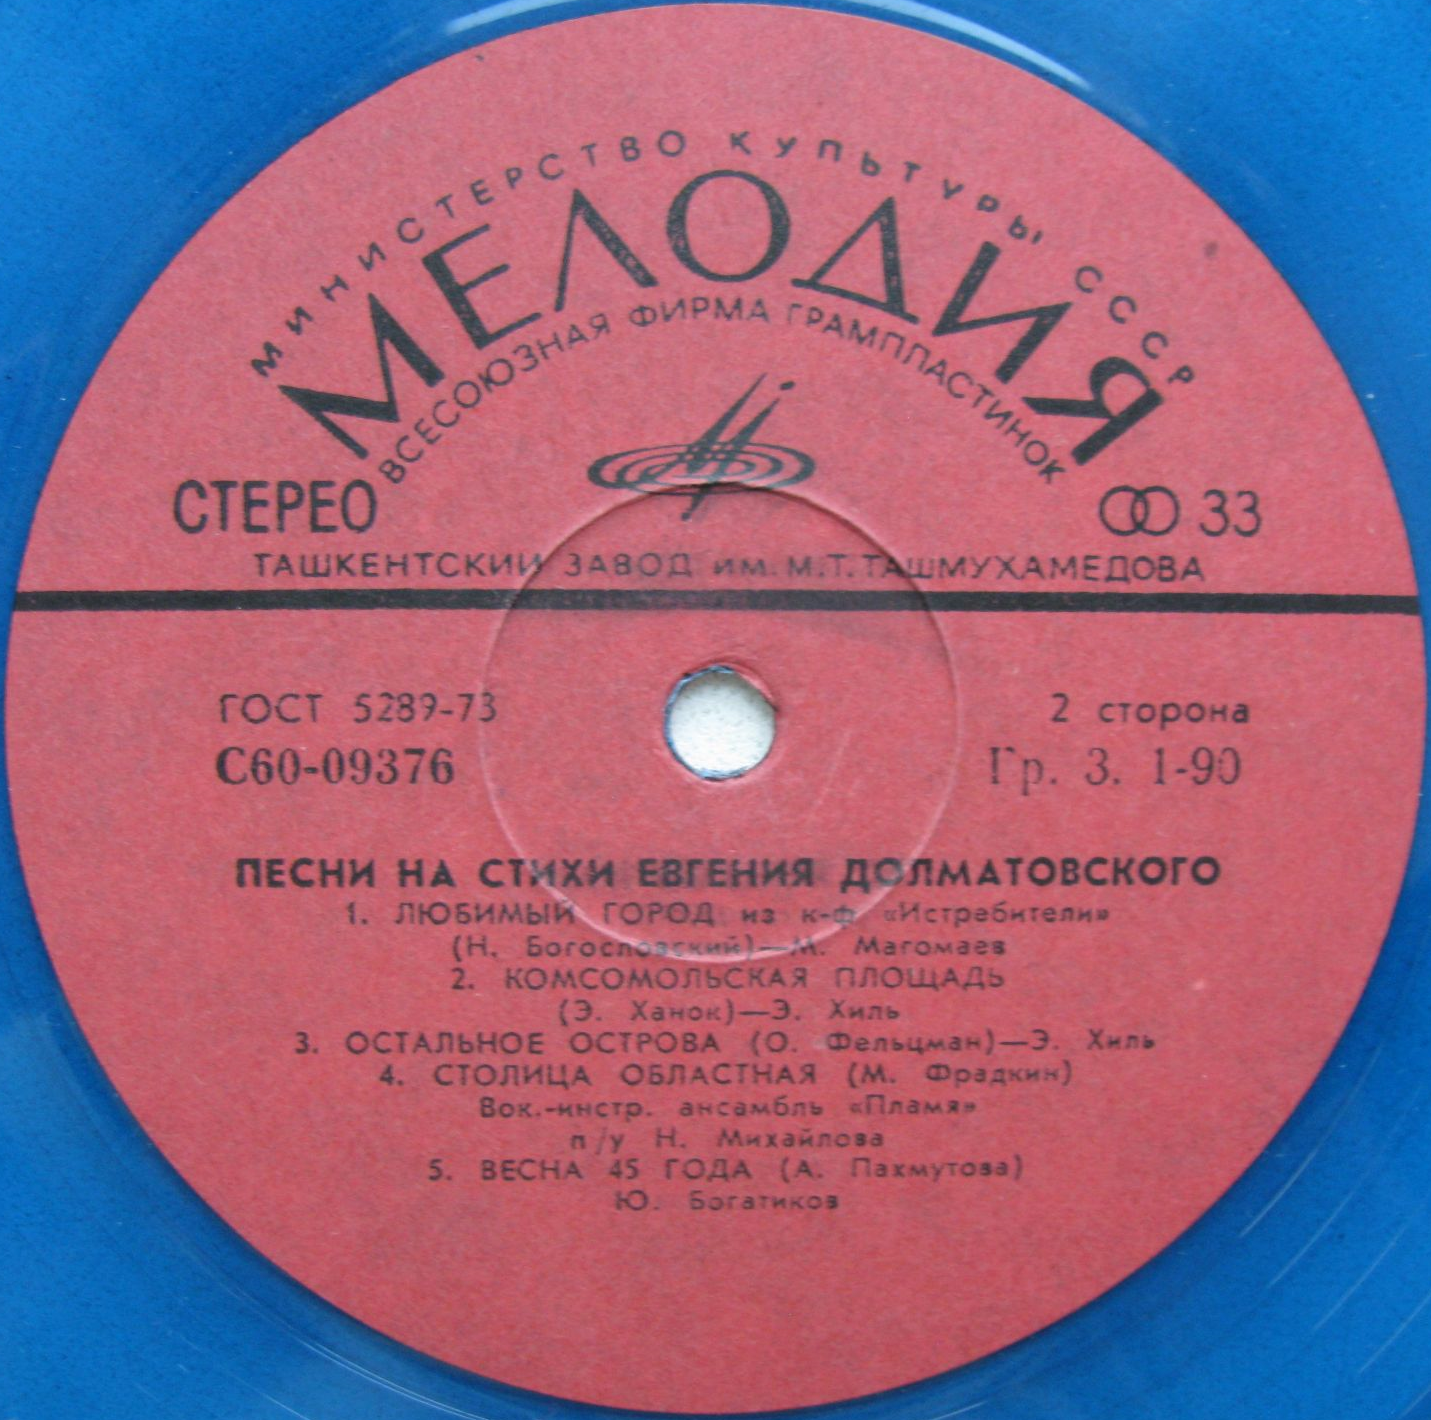 МИНИСТЕРСТВО КУЛЬТУРЫ СССР
МЕЛОДИЯ
ВСЕСОЮЗНАЯ ФИРМА ГРАМПЛАСТИНОК
СТЕРЕО 33
ТАШКЕНТСКИЙ ЗАВОД им. М.Т. ТАШМУХАМЕДОВА
ГОСТ 5289-73 2 сторона
С60-09376 Гр. 3. 1-90
ПЕСНИ НА СТИХИ ЕВГЕНИЯ ДОЛМАТОВСКОГО
1. ЛЮБИМЫЙ ГОРОД из к-ф «Истребители»
(Н. Богословский)—М. Магомаев
2. КОМСОМОЛЬСКАЯ ПЛОЩАДЬ
(Э. Ханок)—Э. Хиль
3. ОСТАЛЬНОЕ ОСТРОВА (О. Фельцман)—Э. Хиль
4. СТОЛИЦА ОБЛАСТНАЯ (М. Фрадкин)
Вок.-инстр. ансамбль «Пламя»
п/у Н. Михайлова
5. ВЕСНА 45 ГОДА (А. Пахмутова)
Ю. Богатиков